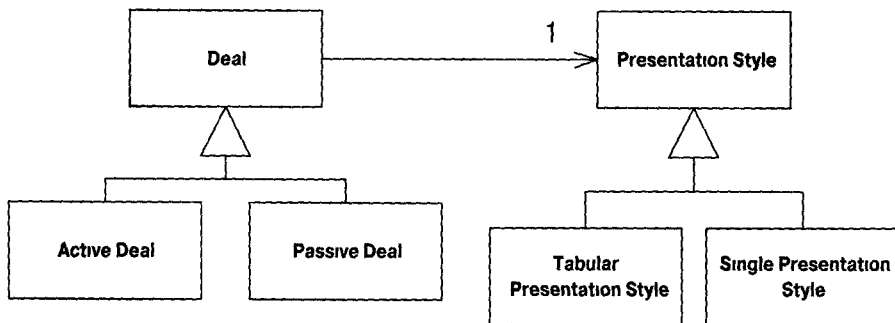 1
Deal
Presentation Style
Active Deal
Passive Deal
Tabular
Presentation Style
Single Presentation
Style